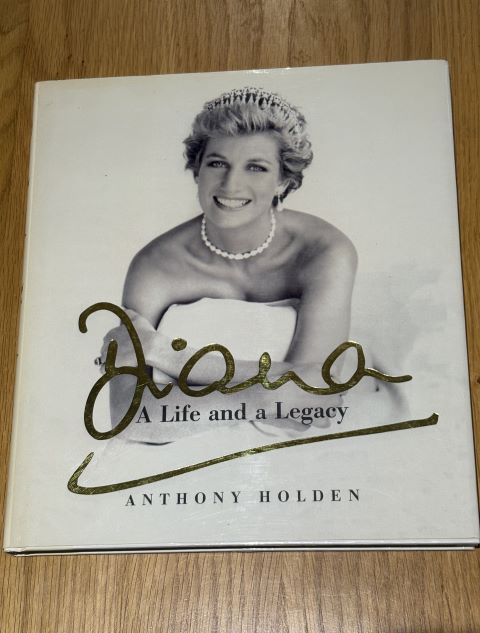 Diana
A Life and a Legacy
ANTHONY HOLDEN